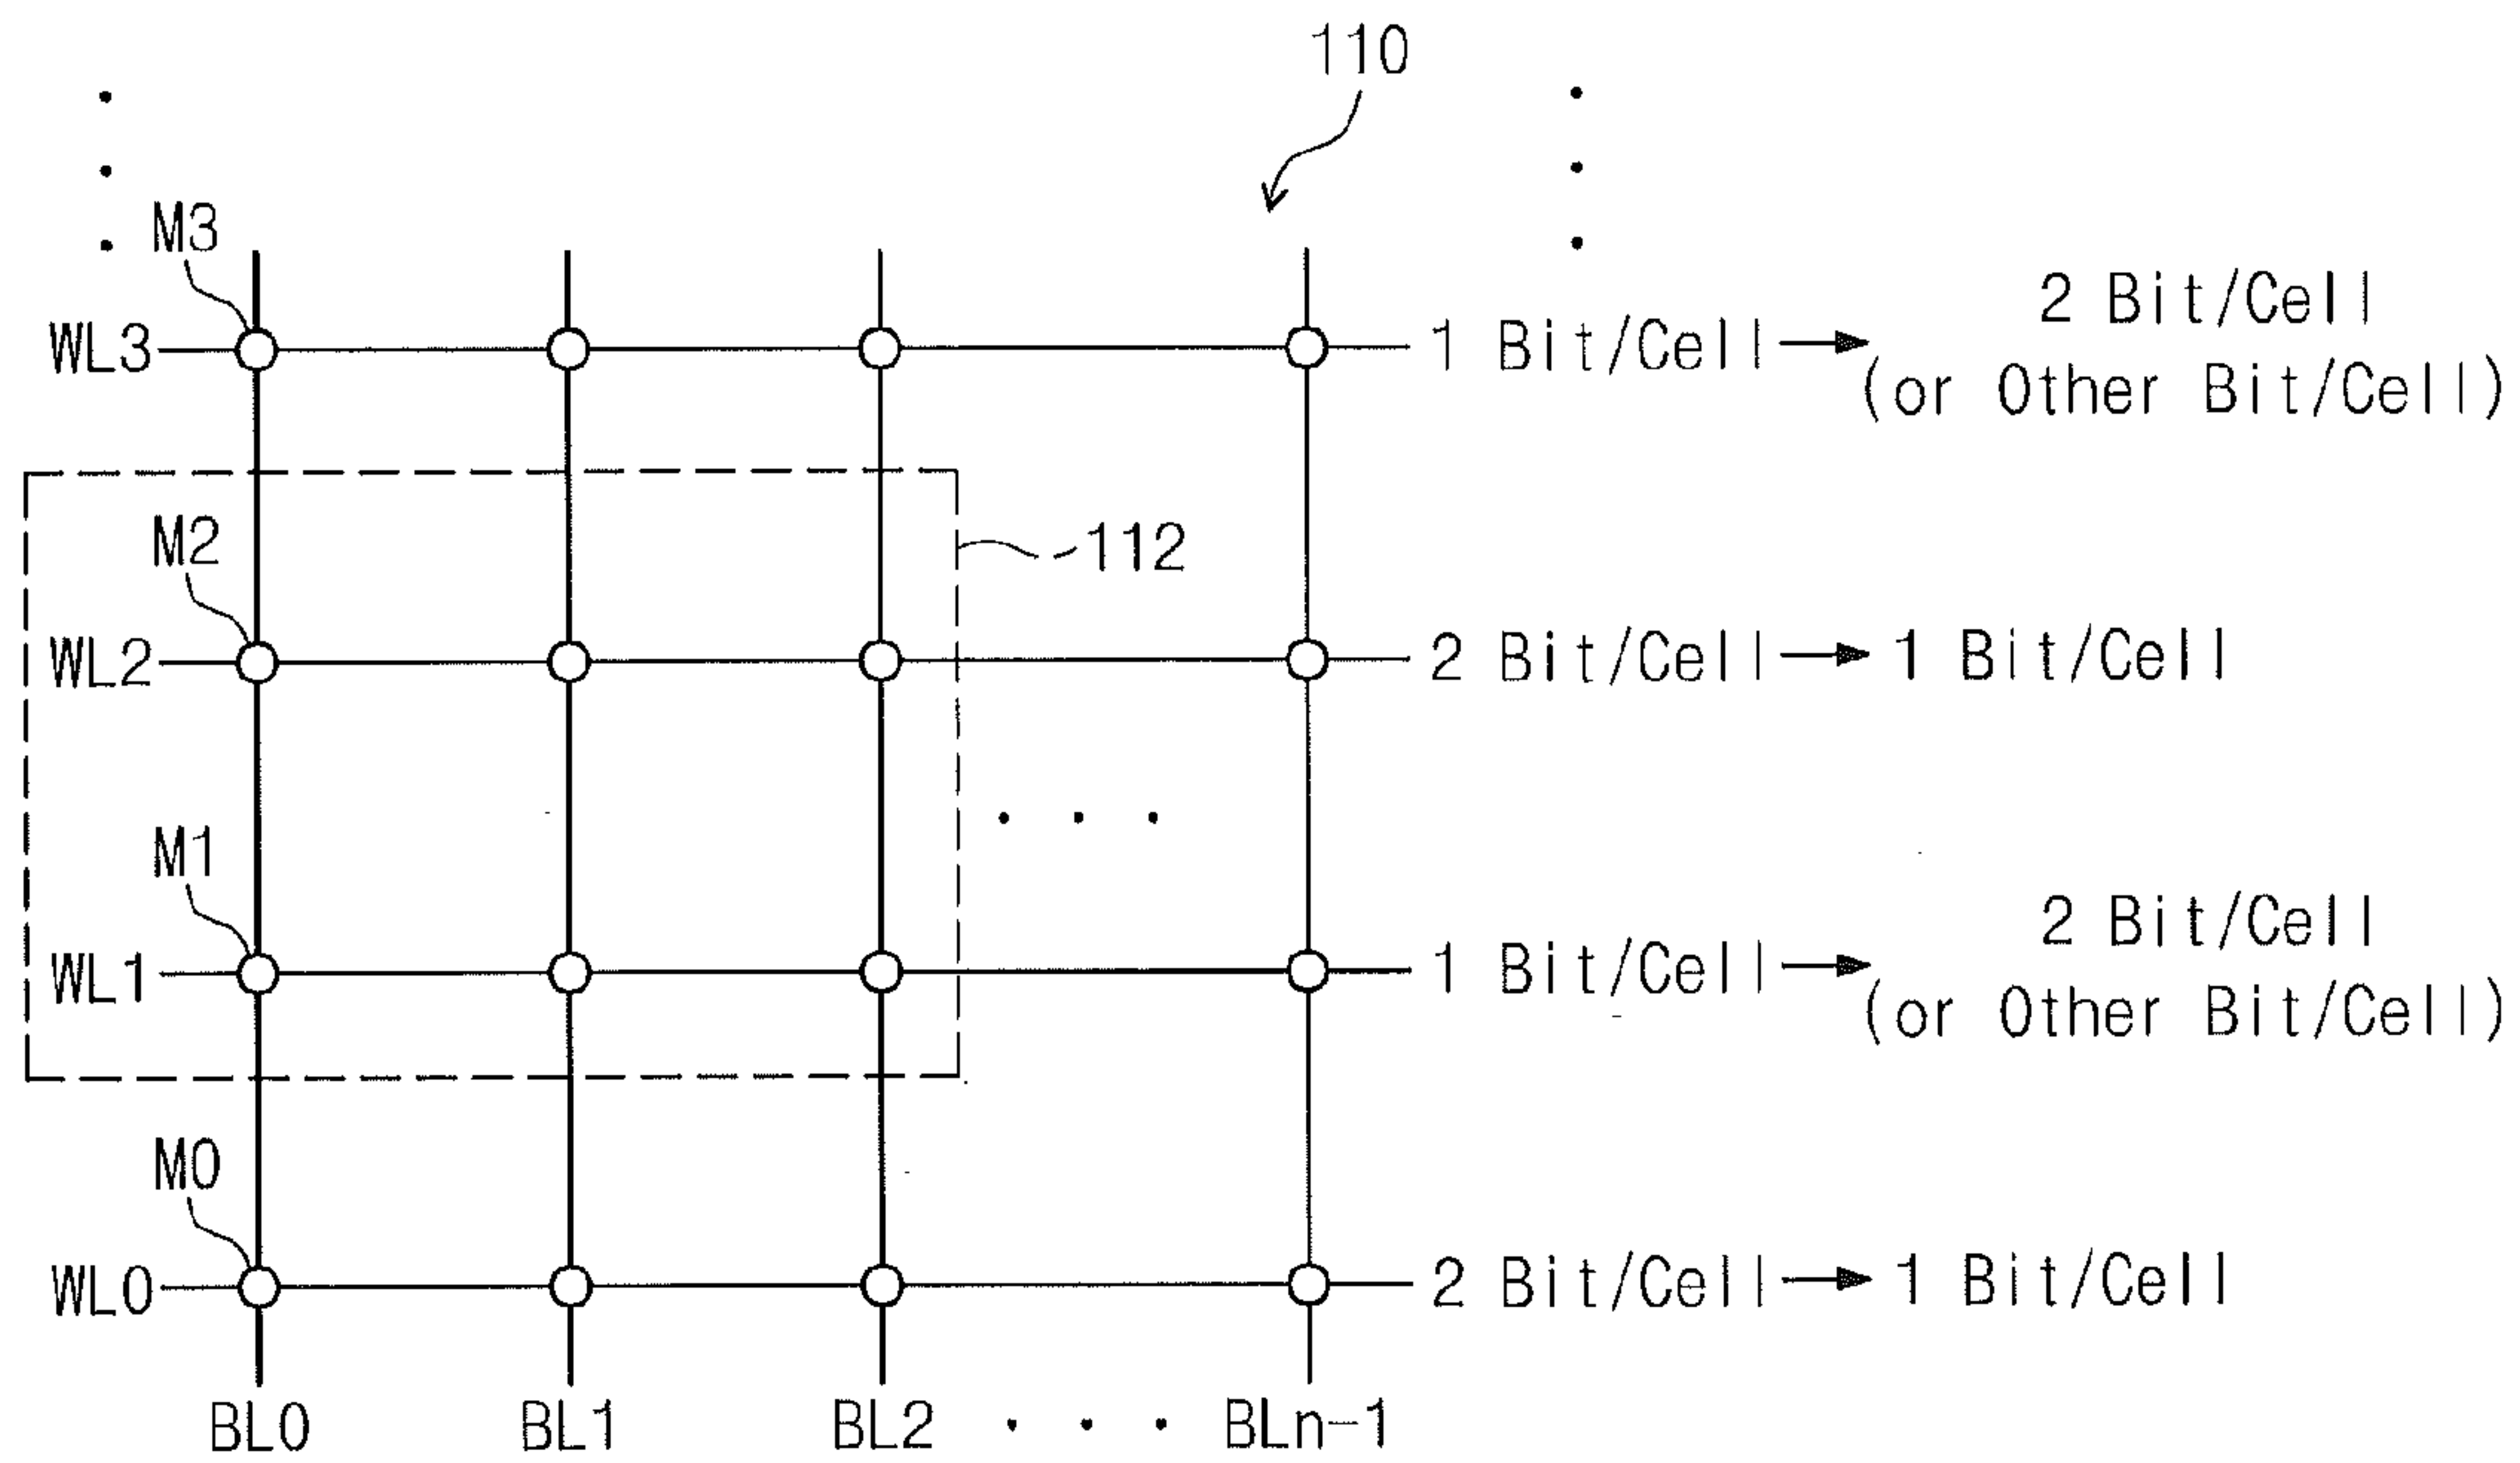 110
M3
WL3
1 Bit/Cell
2 Bit/Cell
(or Other Bit/Cell)
M2
112
WL2
2 Bit/Cell
1 Bit/Cell
M1
WL1
1 Bit/Cell
2 Bit/Cell
(or Other Bit/Cell)
M0
WL0
2 Bit/Cell
1 Bit/Cell
BL0
BL1
BL2
BLn-1